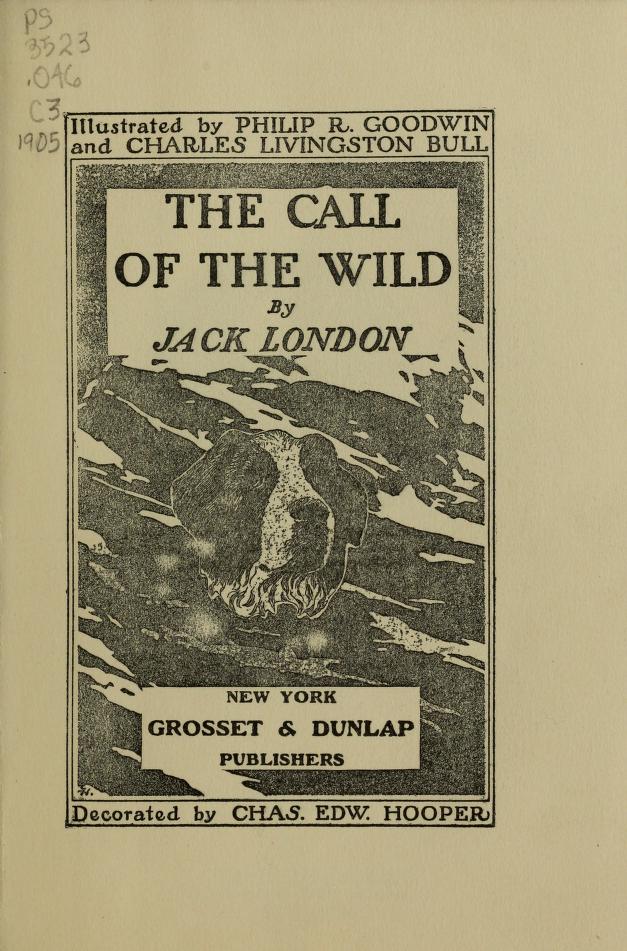 PS
3523
.O46
C3
1905
Illustrated by PHILIP R. GOODWIN
and CHARLES LIVINGSTON BULL
THE CALL
OF THE WILD
By
JACK LONDON
NEW YORK
GROSSET & DUNLAP
PUBLISHERS
Decorated by CHAS. EDW. HOOPER